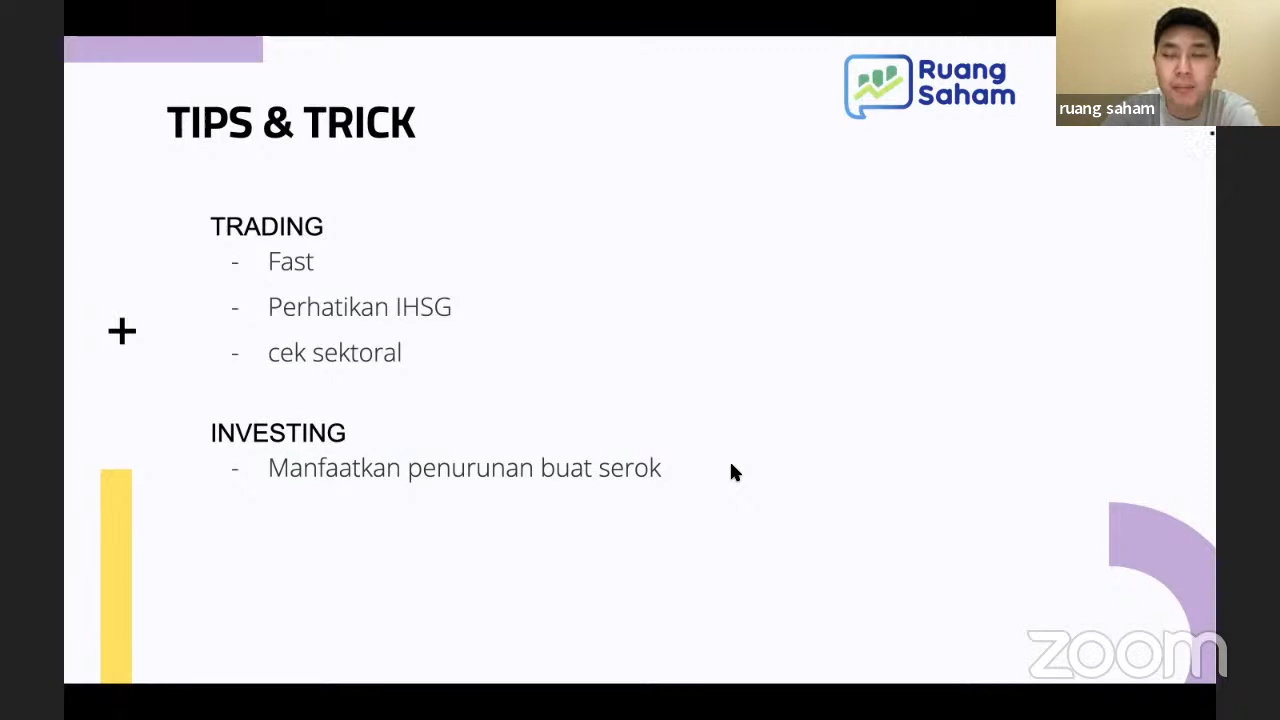 Ruang
Saham
ruang saham
TIPS & TRICK
TRADING
- Fast
- Perhatikan IHSG
- cek sektoral
INVESTING
- Manfaatkan penurunan buat serok
zoom